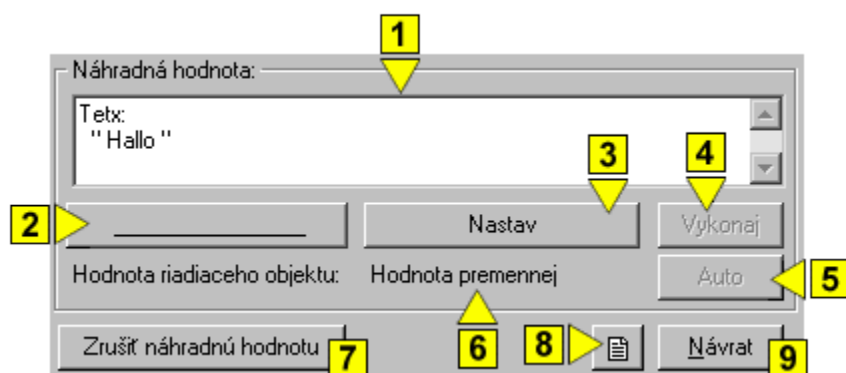 1
Náhradná hodnota:
Tetx:
" Hallo "
3
4
2
Nastav
Vykonaj
Hodnota riadiaceho objektu:
Hodnota premennej
Auto
5
6
Zrušiť náhradnú hodnotu
7
8
Návrat
9